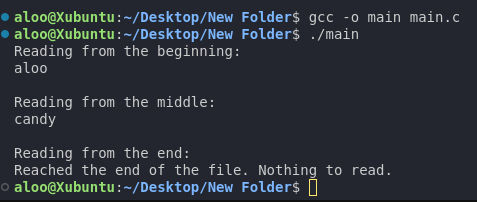 aloo@Xubuntu:~/Desktop/New Folder$ gcc -o main main.c
aloo@Xubuntu:~/Desktop/New Folder$ ./main
Reading from the beginning:
aloo
Reading from the middle:
candy
Reading from the end:
Reached the end of the file. Nothing to read.
aloo@Xubuntu:~/Desktop/New Folder$